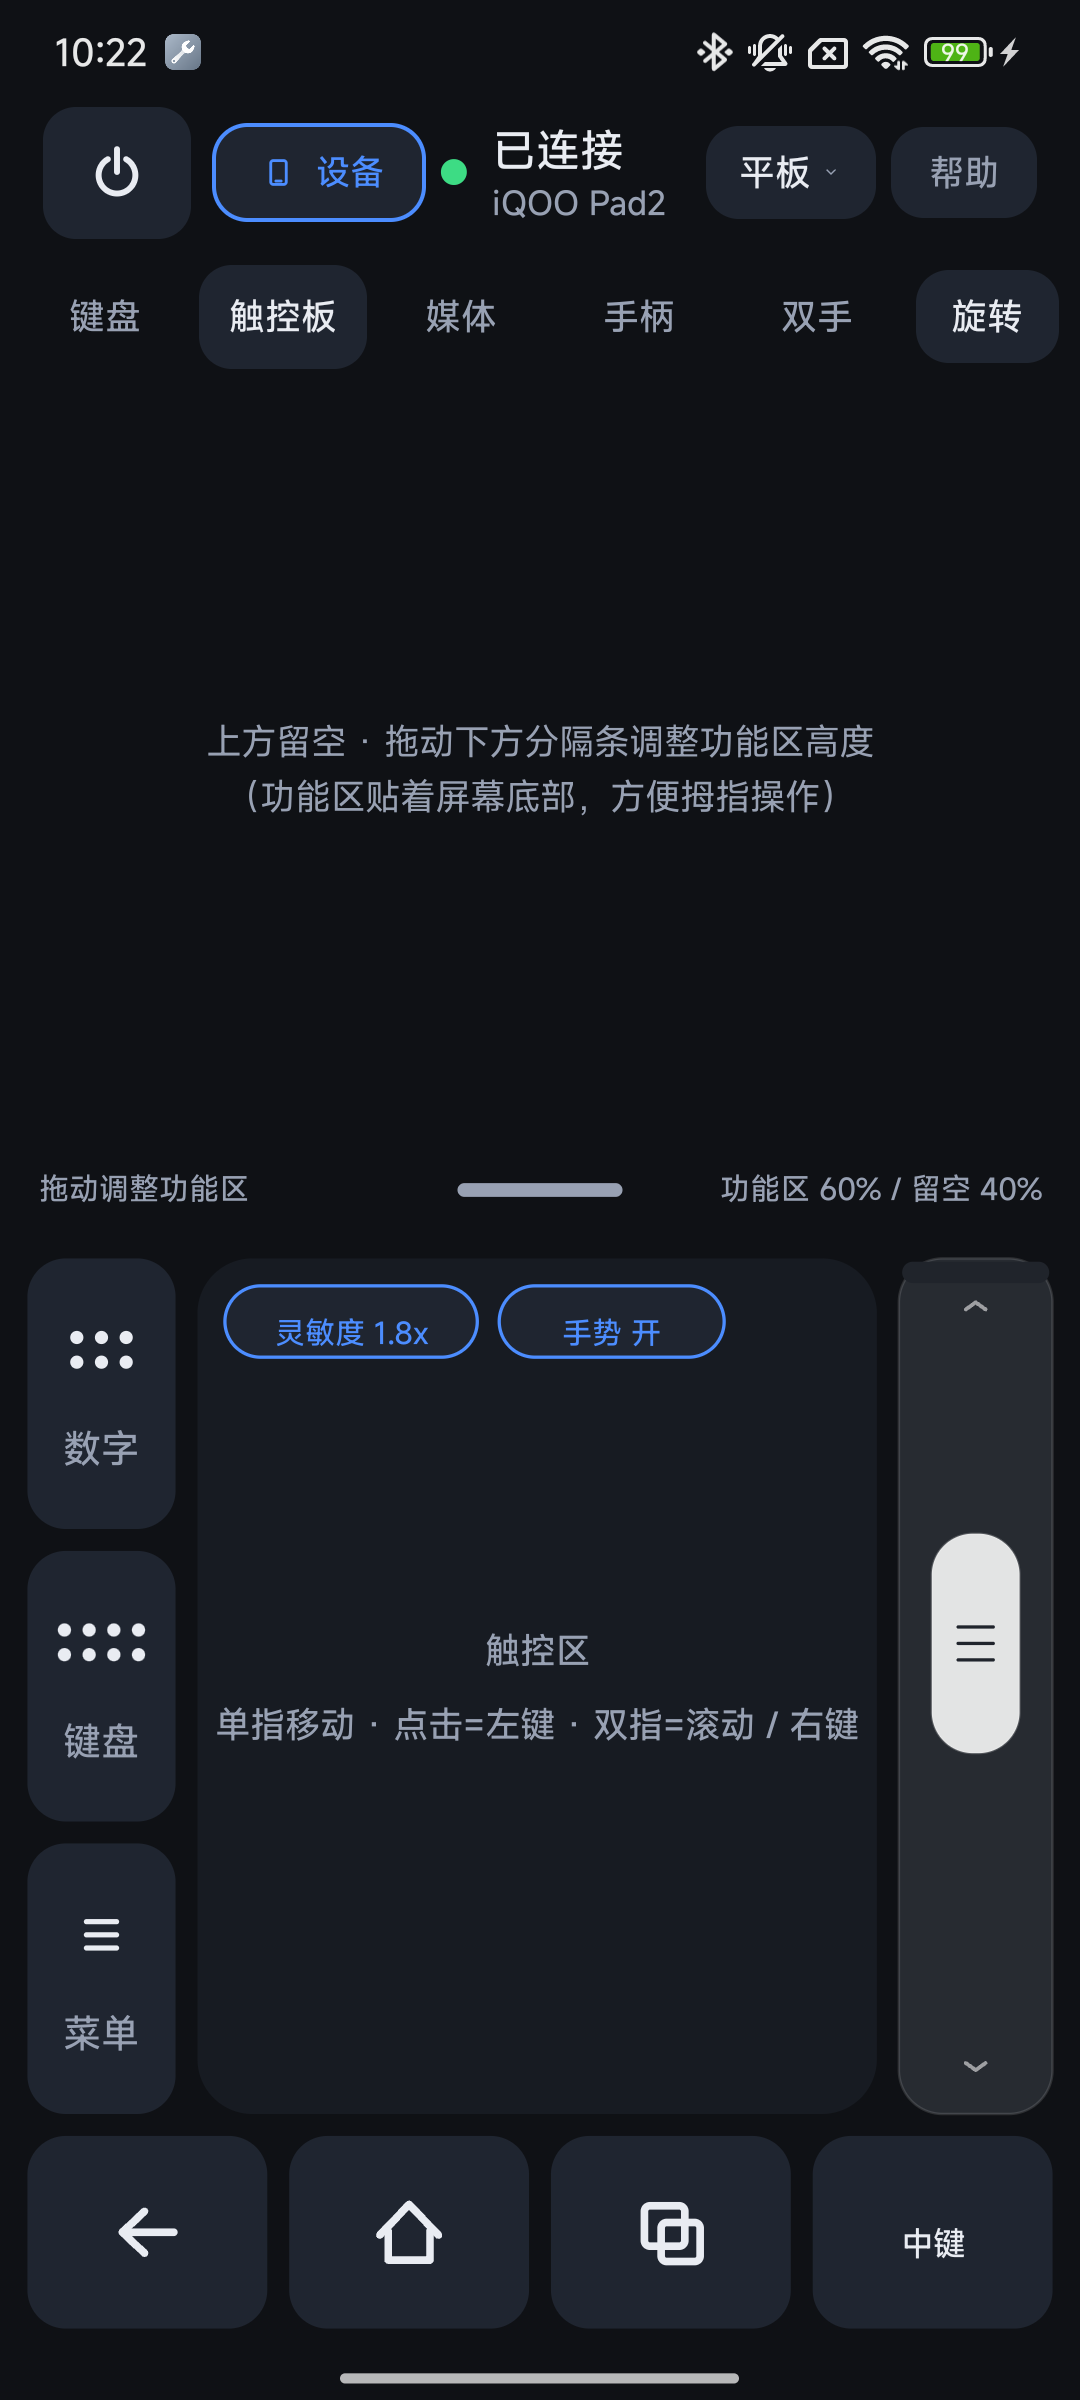 10:22
99
设备
已连接
iQOO Pad2
平板
帮助
键盘
触控板
媒体
手柄
双手
旋转
上方留空 · 拖动下方分隔条调整功能区高度
（功能区贴着屏幕底部，方便拇指操作）
拖动调整功能区
功能区 60% / 留空 40%
数字
灵敏度 1.8x
手势 开
键盘
触控区
单指移动 · 点击=左键 · 双指=滚动 / 右键
菜单
中键